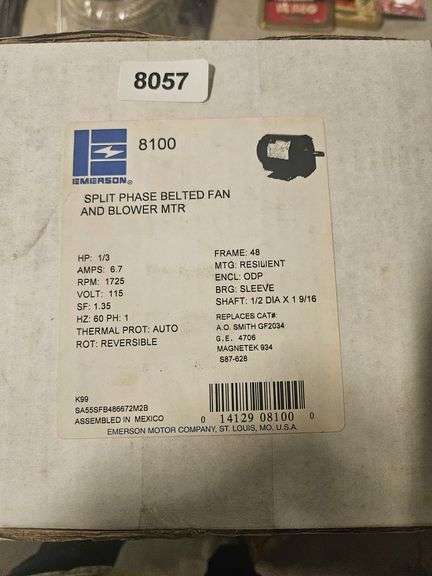 8057
8100
EMERSON®
SPLIT PHASE BELTED FAN
AND BLOWER MTR
HP: 1/3
AMPS: 6.7
RPM: 1725
VOLT: 115
SF: 1.35
HZ: 60 PH: 1
THERMAL PROT: AUTO
ROT: REVERSIBLE
FRAME: 48
MTG: RESILIENT
ENCL: ODP
BRG: SLEEVE
SHAFT: 1/2 DIA X 1 9/16
REPLACES CAT#:
A.O. SMITH GF2034
G.E. 4706
MAGNETEK 934
S87-628
K99
SA55SFB486672M2B
ASSEMBLED IN MEXICO
0 14129 08100 0
EMERSON MOTOR COMPANY, ST. LOUIS, MO. U.S.A.